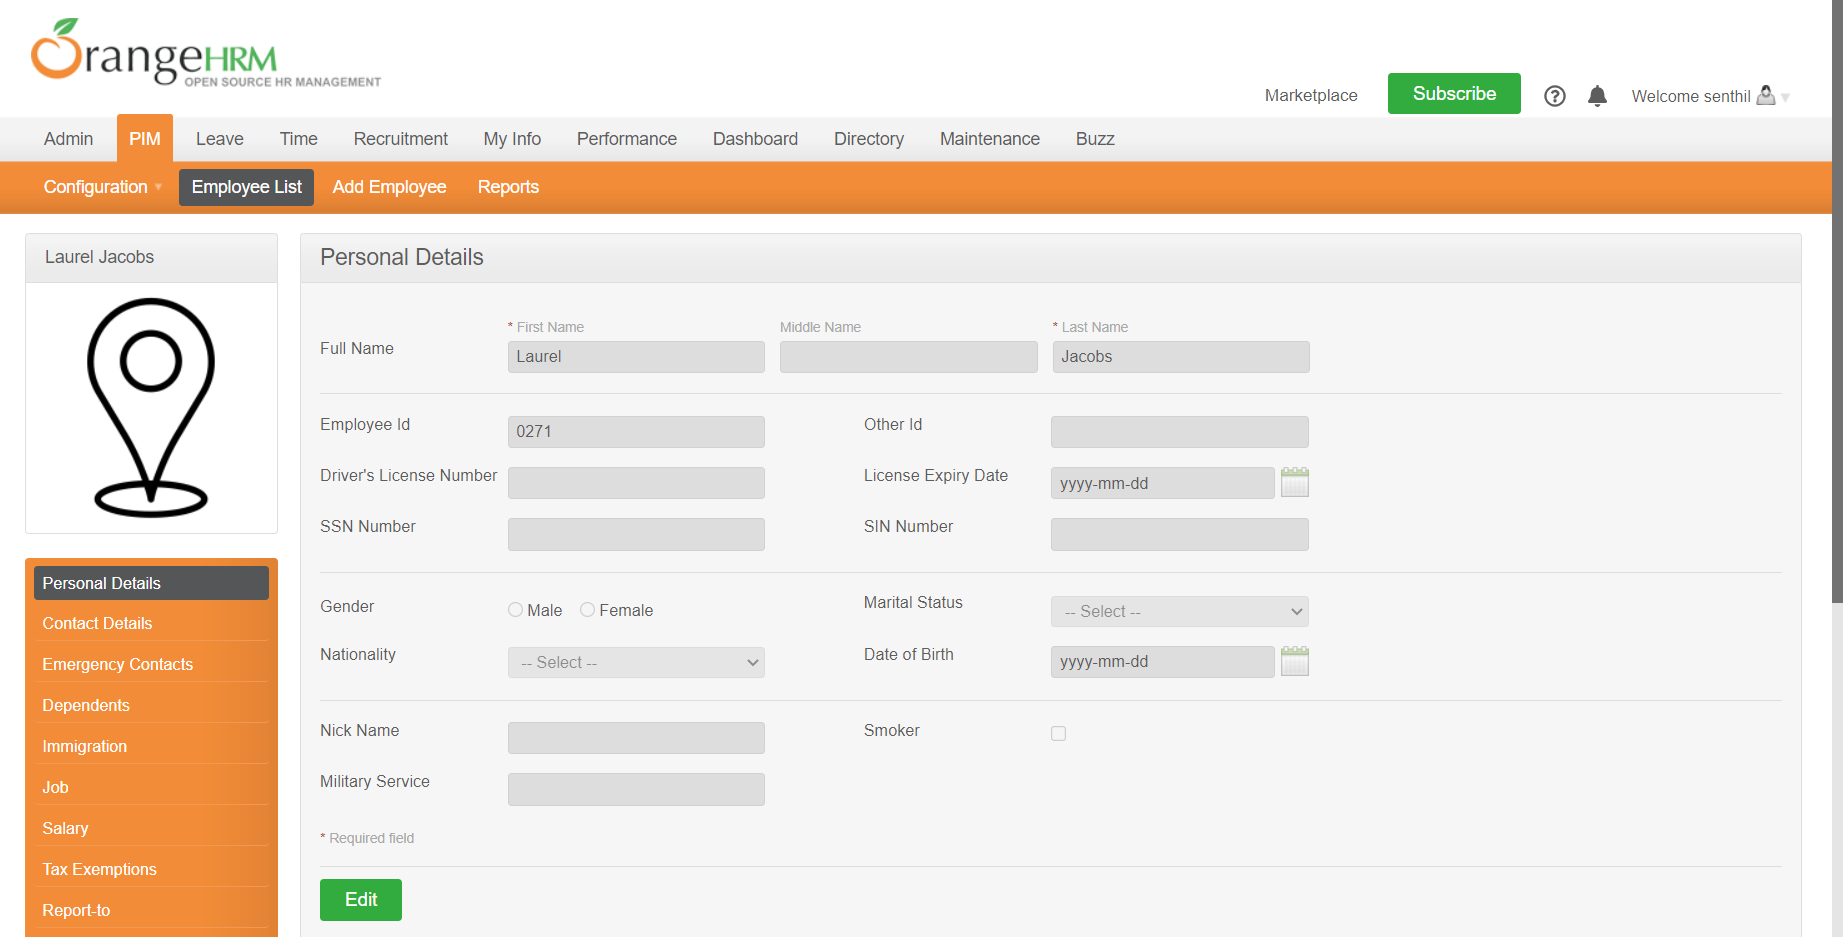 OrangeHRM
OPEN SOURCE HR MANAGEMENT
Marketplace
Subscribe
?
Welcome senthil
Admin PIM Leave Time Recruitment My Info Performance Dashboard Directory Maintenance Buzz
Configuration Employee List Add Employee Reports
Laurel Jacobs
Personal Details
Contact Details
Emergency Contacts
Dependents
Immigration
Job
Salary
Tax Exemptions
Report-to
Personal Details
* First Name Middle Name * Last Name
Full Name Laurel Jacobs
Employee Id 0271 Other Id
Driver's License Number License Expiry Date yyyy-mm-dd
SSN Number SIN Number
Gender Male Female Marital Status -- Select --
Nationality -- Select -- Date of Birth yyyy-mm-dd
Nick Name Smoker
Military Service
* Required field
Edit